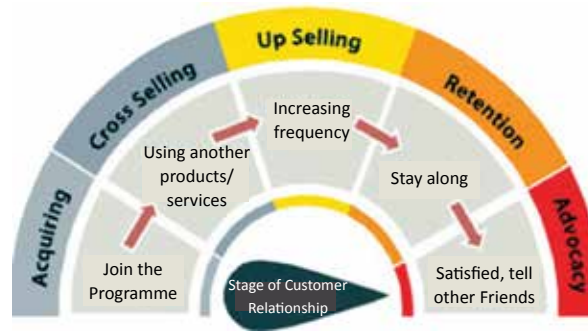 Acquiring
Cross Selling
Up Selling
Retention
Advocacy
Join the
Programme
Using another
products/
services
Increasing
frequency
Stay along
Satisfied, tell
other Friends
Stage of Customer
Relationship